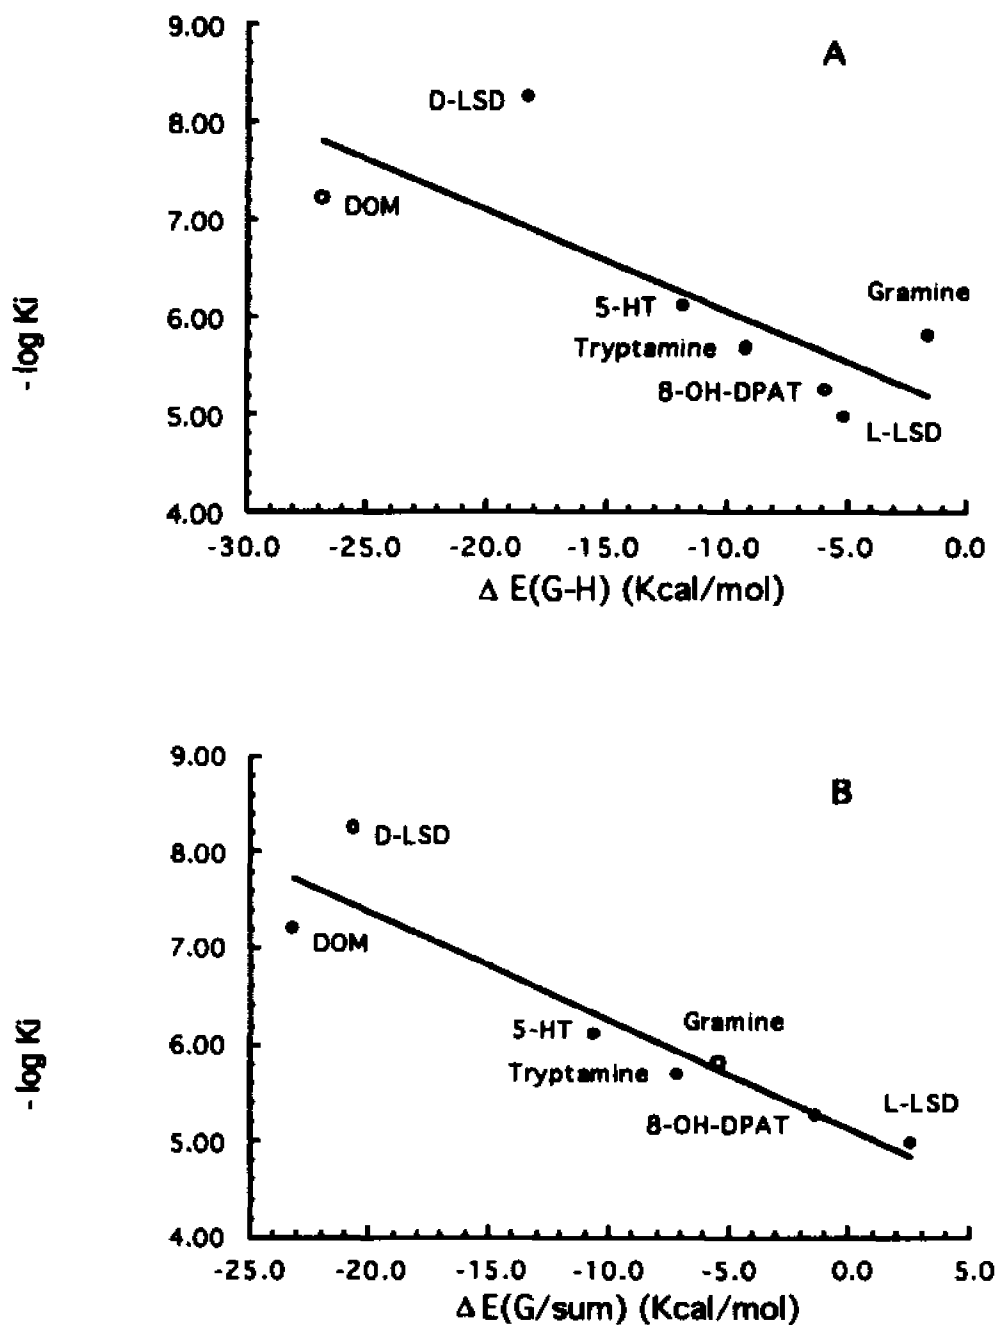 9.00
A
D-LSD
8.00
DOM
7.00
Gramine
5-HT
6.00
Tryptamine
8-OH-DPAT
5.00
L-LSD
4.00
-30.0 -25.0 -20.0 -15.0 -10.0 -5.0 0.0
Δ E(G-H) (Kcal/mol)
- log Ki
9.00
B
D-LSD
8.00
7.00
DOM
Gramine
5-HT
6.00
Tryptamine
L-LSD
8-OH-DPAT
5.00
4.00
-25.0 -20.0 -15.0 -10.0 -5.0 0.0 5.0
Δ E(G/sum) (Kcal/mol)
- log Ki